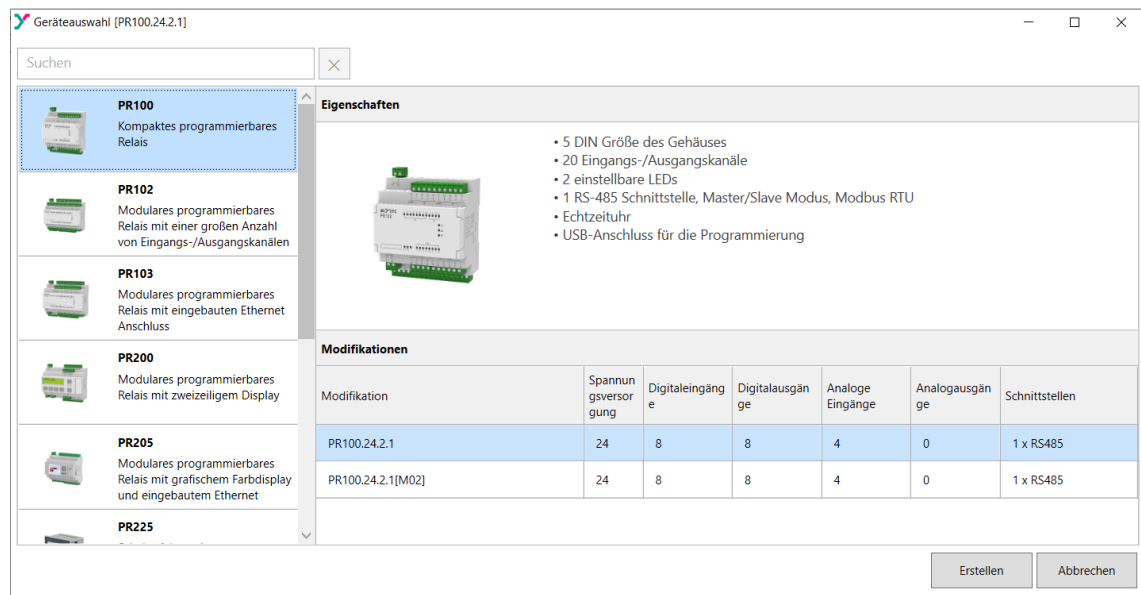 Geräteauswahl [PR100.24.2.1]
Suchen
PR100
Kompaktes programmierbares
Relais
PR102
Modulares programmierbares
Relais mit einer großen Anzahl
von Eingangs-/Ausgangskanälen
PR103
Modulares programmierbares
Relais mit eingebauten Ethernet
Anschluss
PR200
Modulares programmierbares
Relais mit zweizeiligem Display
PR205
Modulares programmierbares
Relais mit grafischem Farbdisplay
und eingebautem Ethernet
PR225
Eigenschaften
• 5 DIN Größe des Gehäuses
• 20 Eingangs-/Ausgangskanäle
• 2 einstellbare LEDs
• 1 RS-485 Schnittstelle, Master/Slave Modus, Modbus RTU
• Echtzeituhr
• USB-Anschluss für die Programmierung
Modifikationen
Modifikation
Spannun
gsversor
gung
Digitaleingäng
e
Digitalausgän
ge
Analoge
Eingänge
Analogausgän
ge
Schnittstellen
PR100.24.2.1 24 8 8 4 0 1 x RS485
PR100.24.2.1[M02] 24 8 8 4 0 1 x RS485
Erstellen
Abbrechen